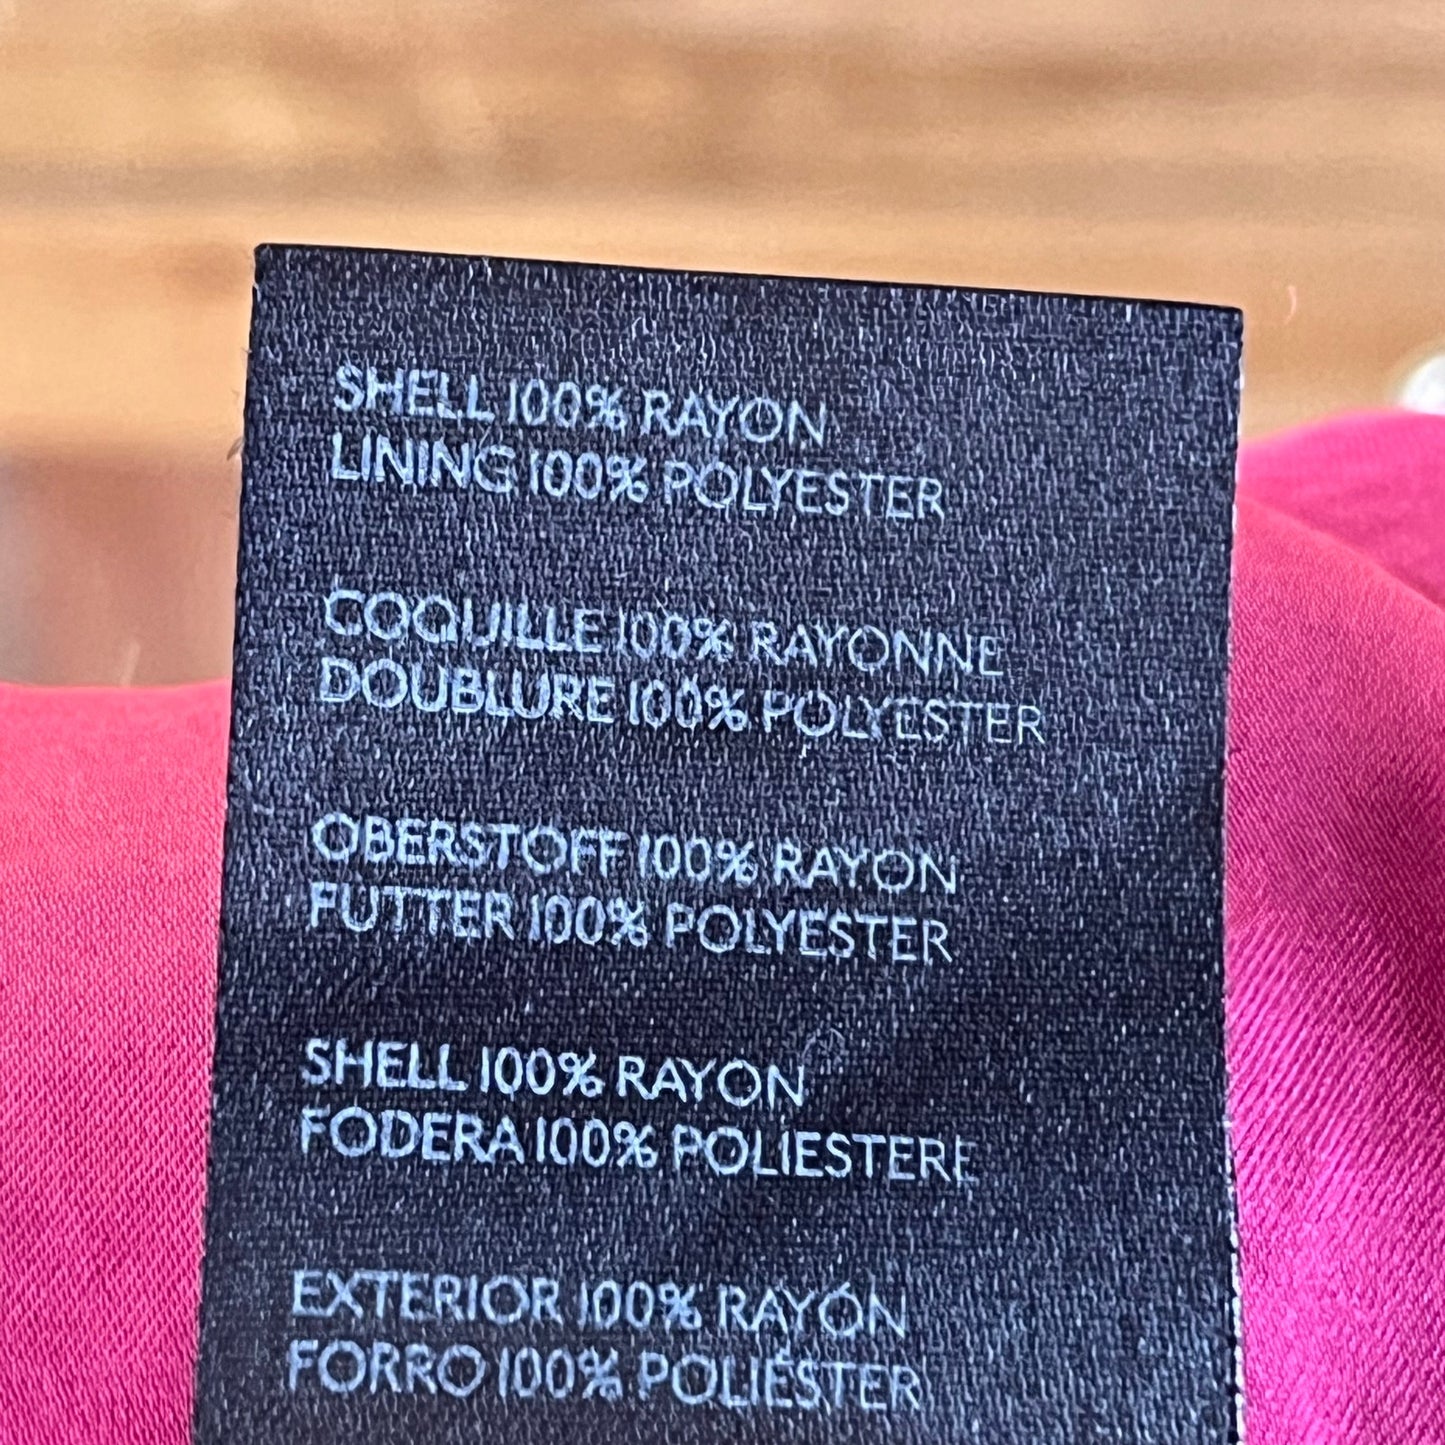 SHELL 100% RAYON
LINING 100% POLYESTER
COQUILLE 100% RAYONNE
DOUBLURE 100% POLYESTER
OBERSTOFF 100% RAYON
FUTTER 100% POLYESTER
SHELL 100% RAYON
FODERA 100% POLIESTERE
EXTERIOR 100% RAYÓN
FORRO 100% POLIÉSTER